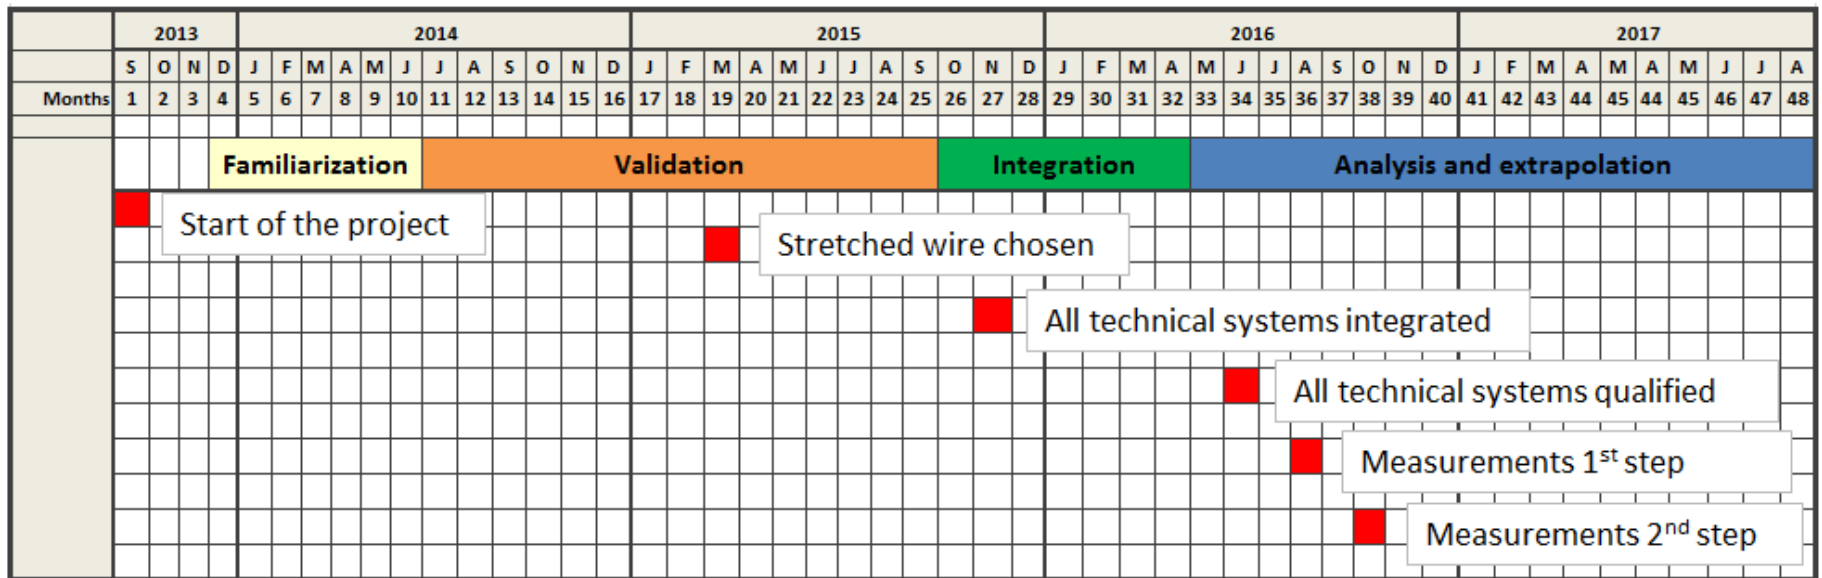 2013 2014 2015 2016 2017
S O N D J F M A M J J A S O N D J F M A M J J A S O N D J F M A M J J A S O N D J F M A M A M J J A
Months 1 2 3 4 5 6 7 8 9 10 11 12 13 14 15 16 17 18 19 20 21 22 23 24 25 26 27 28 29 30 31 32 33 34 35 36 37 38 39 40 41 42 43 44 45 44 45 46 47 48
Familiarization Validation Integration Analysis and extrapolation
Start of the project
Stretched wire chosen
All technical systems integrated
All technical systems qualified
Measurements 1st step
Measurements 2nd step